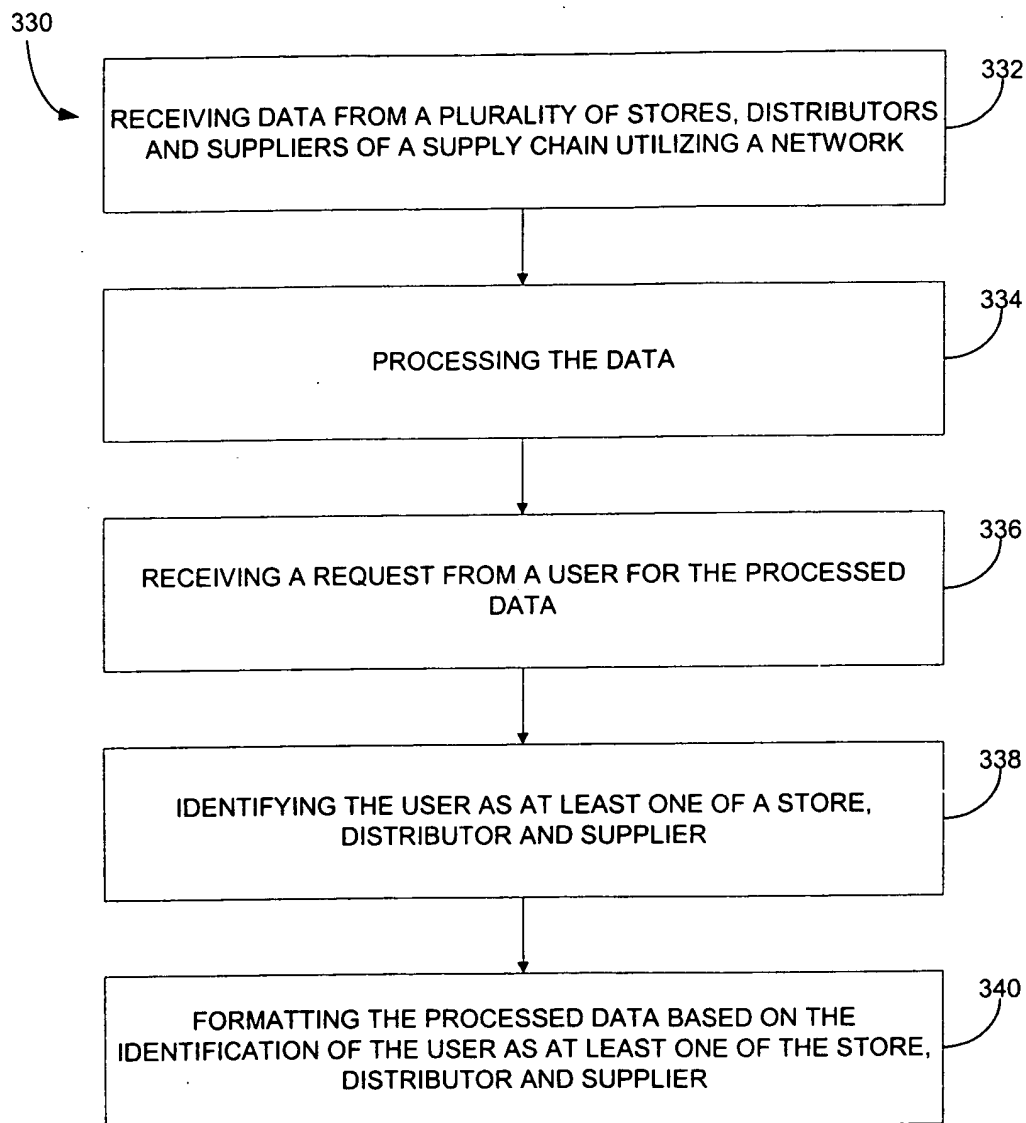 330
332
RECEIVING DATA FROM A PLURALITY OF STORES, DISTRIBUTORS
AND SUPPLIERS OF A SUPPLY CHAIN UTILIZING A NETWORK
334
PROCESSING THE DATA
336
RECEIVING A REQUEST FROM A USER FOR THE PROCESSED
DATA
338
IDENTIFYING THE USER AS AT LEAST ONE OF A STORE,
DISTRIBUTOR AND SUPPLIER
340
FORMATTING THE PROCESSED DATA BASED ON THE
IDENTIFICATION OF THE USER AS AT LEAST ONE OF THE STORE,
DISTRIBUTOR AND SUPPLIER